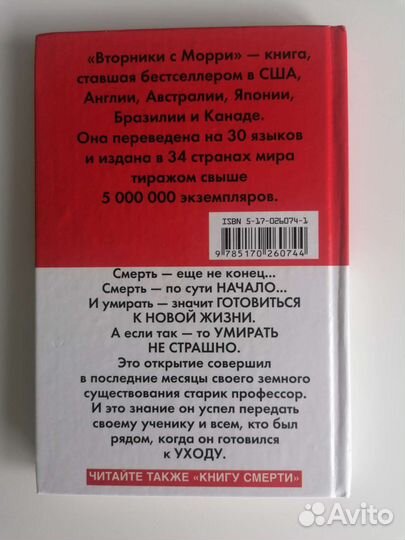 «Вторники с Морри» — книга,
ставшая бестселлером в США,
Англии, Австралии, Японии,
Бразилии и Канаде.
Она переведена на 30 языков
и издана в 34 странах мира
тиражом свыше
5 000 000 экземпляров.
ISBN 5-17-026074-1
9 785170 260744
Смерть — еще не конец...
Смерть — по сути НАЧАЛО...
И умирать — значит ГОТОВИТЬСЯ
К НОВОЙ ЖИЗНИ.
А если так — то УМИРАТЬ
НЕ СТРАШНО.
Это открытие совершил
в последние месяцы своего земного
существования старик профессор.
И это знание он успел передать
своему ученику и всем, кто был
рядом, когда он готовился
к УХОДУ.
ЧИТАЙТЕ ТАКЖЕ «КНИГУ СМЕРТИ»
Avito